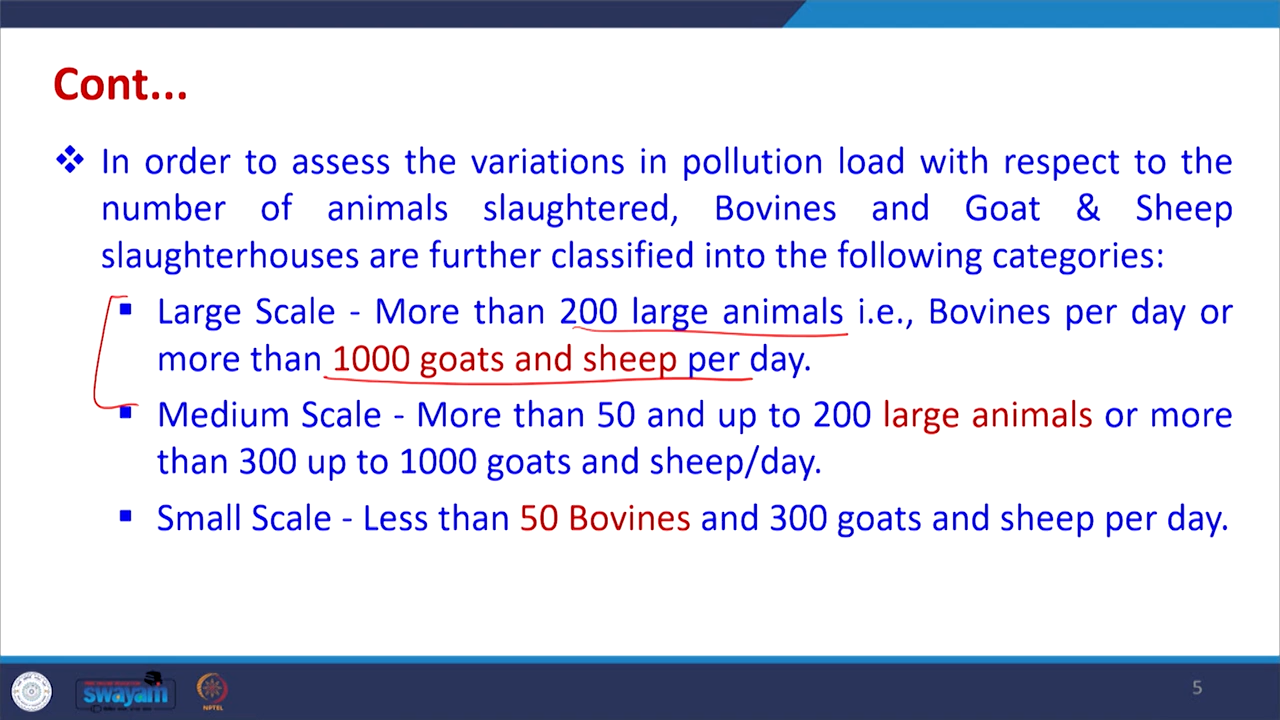 Cont...
❖ In order to assess the variations in pollution load with respect to the
number of animals slaughtered, Bovines and Goat & Sheep
slaughterhouses are further classified into the following categories:
▪ Large Scale - More than 200 large animals i.e., Bovines per day or
more than 1000 goats and sheep per day.
▪ Medium Scale - More than 50 and up to 200 large animals or more
than 300 up to 1000 goats and sheep/day.
▪ Small Scale - Less than 50 Bovines and 300 goats and sheep per day.
swayam
NPTEL
5